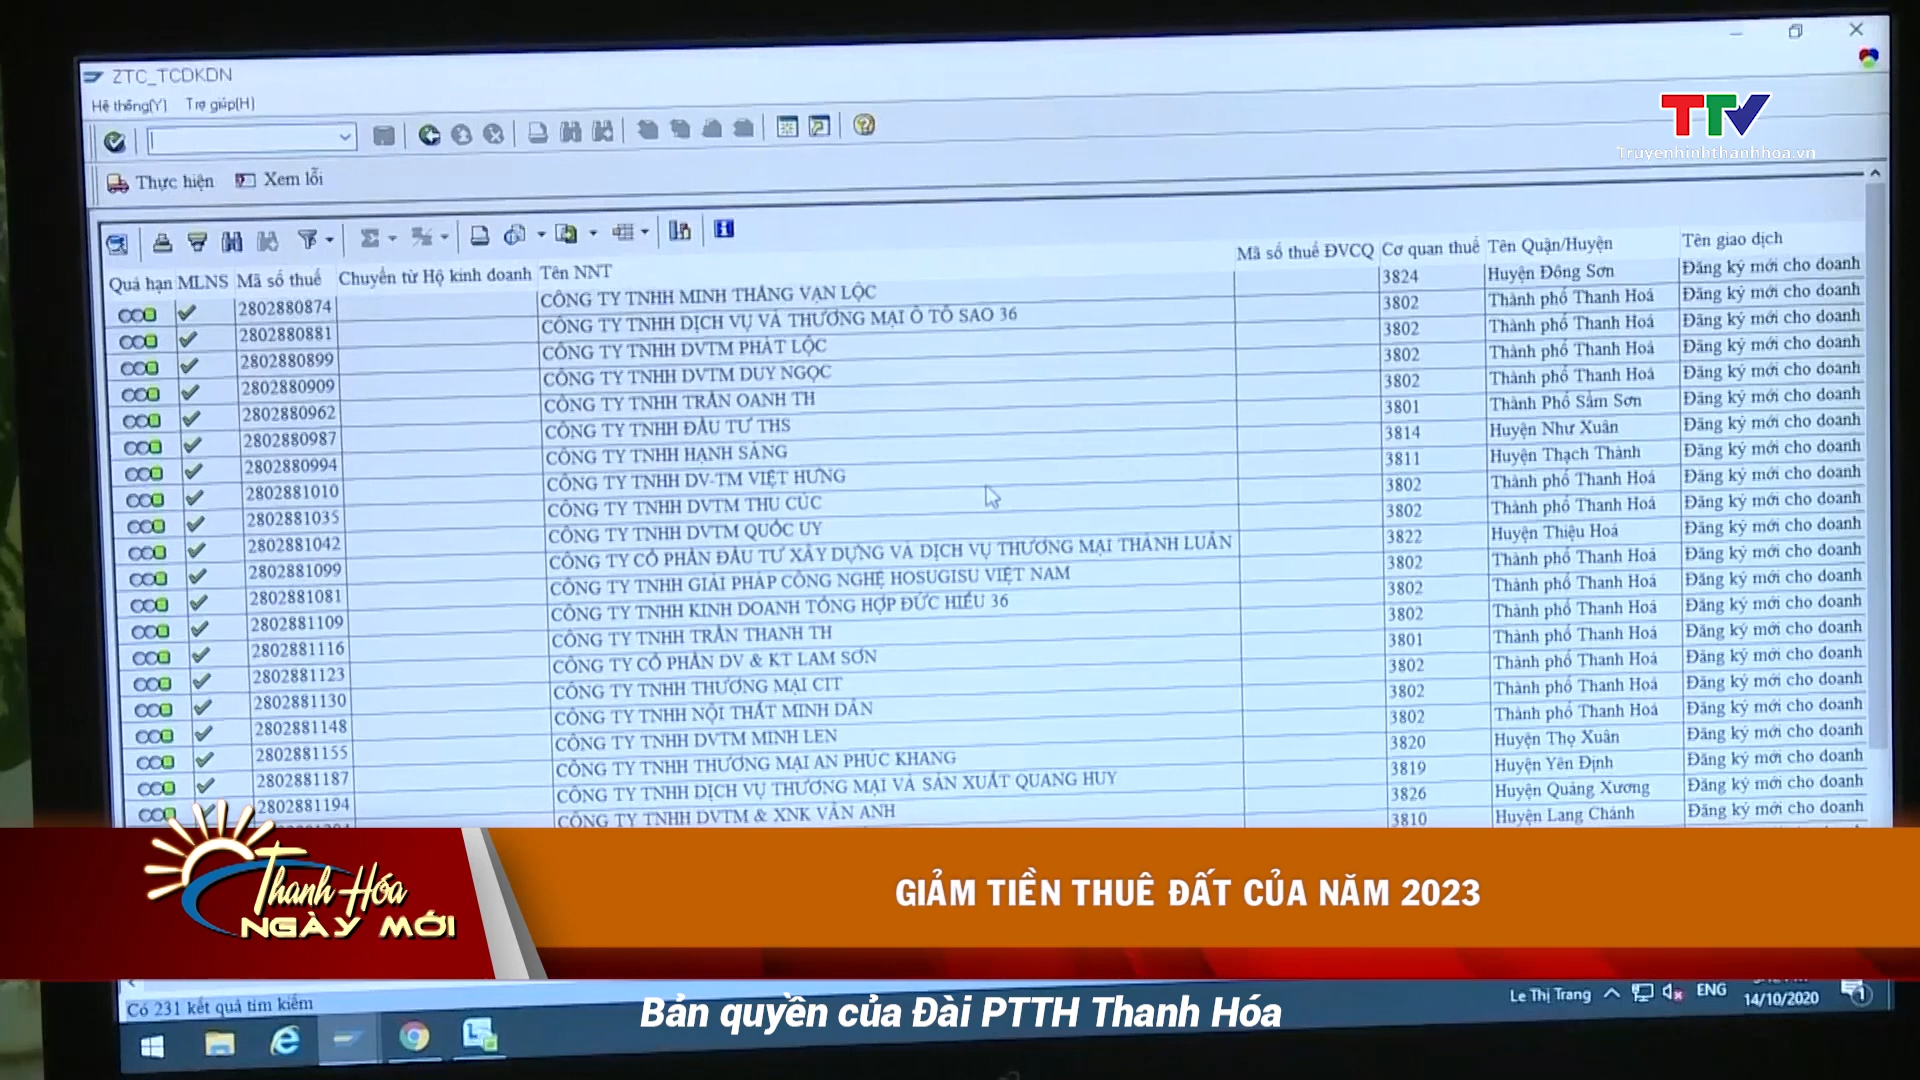 ZTC_TCDKDN
Hệ thống(Y) Trợ giúp(H)
TTV
Truyenhinhthanhhoa.vn
Thực hiện Xem lỗi
Quá hạn MLNS Mã số thuế Chuyển từ Hộ kinh doanh Tên NNT Mã số thuế ĐVCQ Cơ quan thuế Tên Quận/Huyện Tên giao dịch
2802880874 CÔNG TY TNHH MINH THẮNG VẠN LỘC 3824 Huyện Đông Sơn Đăng ký mới cho doanh
2802880881 CÔNG TY TNHH DỊCH VỤ VÀ THƯƠNG MẠI Ô TÔ SAO 36 3802 Thành phố Thanh Hoá Đăng ký mới cho doanh
2802880899 CÔNG TY TNHH DVTM PHÁT LỘC 3802 Thành phố Thanh Hoá Đăng ký mới cho doanh
2802880909 CÔNG TY TNHH DVTM DUY NGỌC 3802 Thành phố Thanh Hoá Đăng ký mới cho doanh
2802880962 CÔNG TY TNHH TRẦN OANH TH 3802 Thành phố Thanh Hoá Đăng ký mới cho doanh
2802880987 CÔNG TY TNHH ĐẦU TƯ THS 3801 Thành Phố Sầm Sơn Đăng ký mới cho doanh
2802880994 CÔNG TY TNHH HẠNH SÁNG 3814 Huyện Như Xuân Đăng ký mới cho doanh
2802881010 CÔNG TY TNHH DV-TM VIỆT HƯNG 3811 Huyện Thạch Thành Đăng ký mới cho doanh
2802881035 CÔNG TY TNHH DVTM THU CÚC 3802 Thành phố Thanh Hoá Đăng ký mới cho doanh
2802881042 CÔNG TY TNHH DVTM QUỐC UY 3802 Thành phố Thanh Hoá Đăng ký mới cho doanh
2802881099 CÔNG TY CỔ PHẦN ĐẦU TƯ XÂY DỰNG VÀ DỊCH VỤ THƯƠNG MẠI THÀNH LUÂN 3822 Huyện Thiệu Hoá Đăng ký mới cho doanh
2802881081 CÔNG TY TNHH GIẢI PHÁP CÔNG NGHỆ HOSUGISU VIỆT NAM 3802 Thành phố Thanh Hoá Đăng ký mới cho doanh
2802881109 CÔNG TY TNHH KINH DOANH TỔNG HỢP ĐỨC HIẾU 36 3802 Thành phố Thanh Hoá Đăng ký mới cho doanh
2802881116 CÔNG TY TNHH TRẦN THANH TH 3802 Thành phố Thanh Hoá Đăng ký mới cho doanh
2802881123 CÔNG TY CỔ PHẦN DV & KT LAM SƠN 3801 Thành phố Thanh Hoá Đăng ký mới cho doanh
2802881130 CÔNG TY TNHH THƯƠNG MẠI CIT 3802 Thành phố Thanh Hoá Đăng ký mới cho doanh
2802881148 CÔNG TY TNHH NỘI THẤT MINH DÂN 3802 Thành phố Thanh Hoá Đăng ký mới cho doanh
2802881155 CÔNG TY TNHH DVTM MINH LEN 3802 Thành phố Thanh Hoá Đăng ký mới cho doanh
2802881187 CÔNG TY TNHH THƯƠNG MẠI AN PHÚC KHANG 3820 Huyện Thọ Xuân Đăng ký mới cho doanh
2802881194 CÔNG TY TNHH DỊCH VỤ THƯƠNG MẠI VÀ SẢN XUẤT QUANG HUY 3819 Huyện Yên Định Đăng ký mới cho doanh
CÔNG TY TNHH DVTM & XNK VÂN ANH 3826 Huyện Quảng Xương Đăng ký mới cho doanh
3810 Huyện Lang Chánh Đăng ký mới cho doanh
Thanh Hóa
NGÀY MỚI
GIẢM TIỀN THUÊ ĐẤT CỦA NĂM 2023
Có 231 kết quả tìm kiếm
Le Thi Trang ENG
14/10/2020
1
Bản quyền của Đài PTTH Thanh Hóa